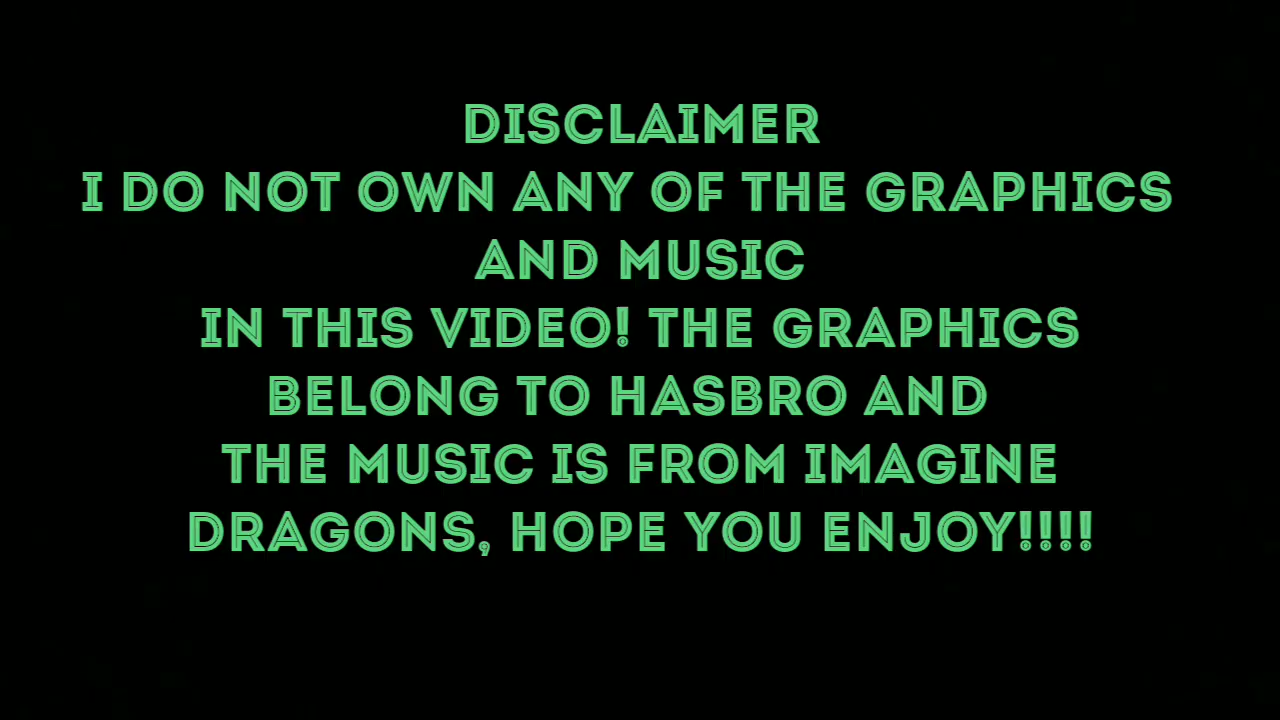 DISCLAIMER
I DO NOT OWN ANY OF THE GRAPHICS
AND MUSIC
IN THIS VIDEO! THE GRAPHICS
BELONG TO HASBRO AND
THE MUSIC IS FROM IMAGINE
DRAGONS, HOPE YOU ENJOY!!!!